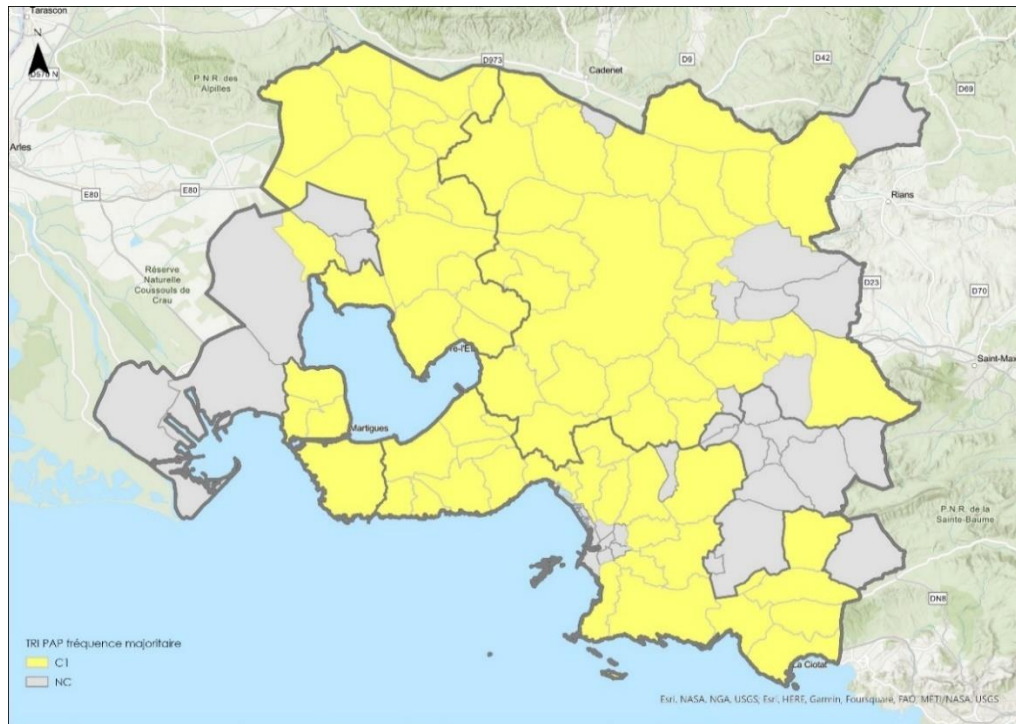 Tarascon
N
D570 N
P.N.R. des
Alpilles
D973
Cadenet
D9
D42
D69
Arles
E80
E80
Rians
Réserve
Naturelle
Coussouls de
Crau
D23
D70
Saint-Max
Martigues
P.N.R. de la
Sainte-Baume
DN8
La Ciotat
TRI PAP fréquence majoritaire
C1
NC
Esri, NASA, NGA, USGS, Esri, HERE, Garmin, Foursquare, FAO, METI/NASA, USGS